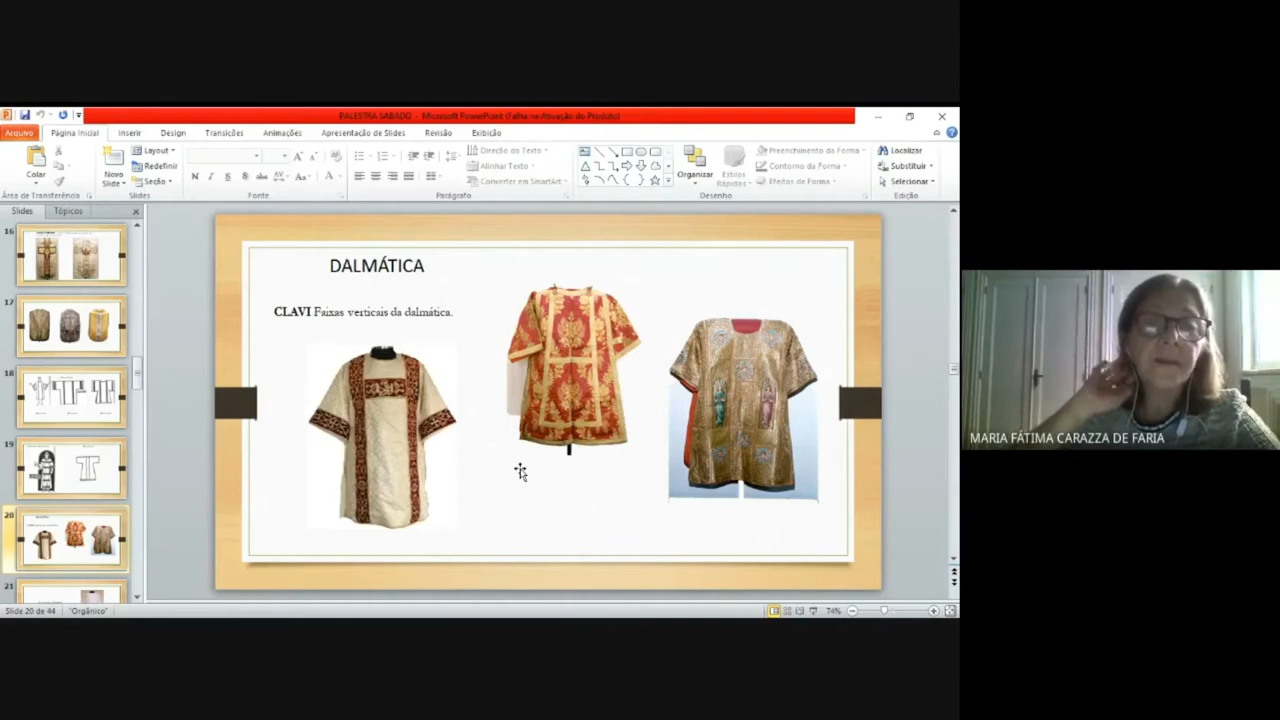 PALESTRA SABADO - Microsoft PowerPoint (Falha na Ativação do Produto)
Arquivo Página Inicial Inserir Design Transições Animações Apresentação de Slides Revisão Exibição
Colar
Novo Slide
Layout
Redefinir
Seção
N I S abc AV Aa A
Direção do Texto
Alinhar Texto
Converter em SmartArt
Organizar
Estilos Rápidos
Preenchimento da Forma
Contorno da Forma
Efeitos de Forma
Localizar
Substituir
Selecionar
Área de Transferência Slides Fonte Parágrafo Desenho Edição
Slides Tópicos
16
17
18
19
20
21
DALMÁTICA
CLAVI Faixas verticais da dalmática.
MARIA FÁTIMA CARAZZA DE FARIA
Slide 20 de 44 "Orgânico" 74%